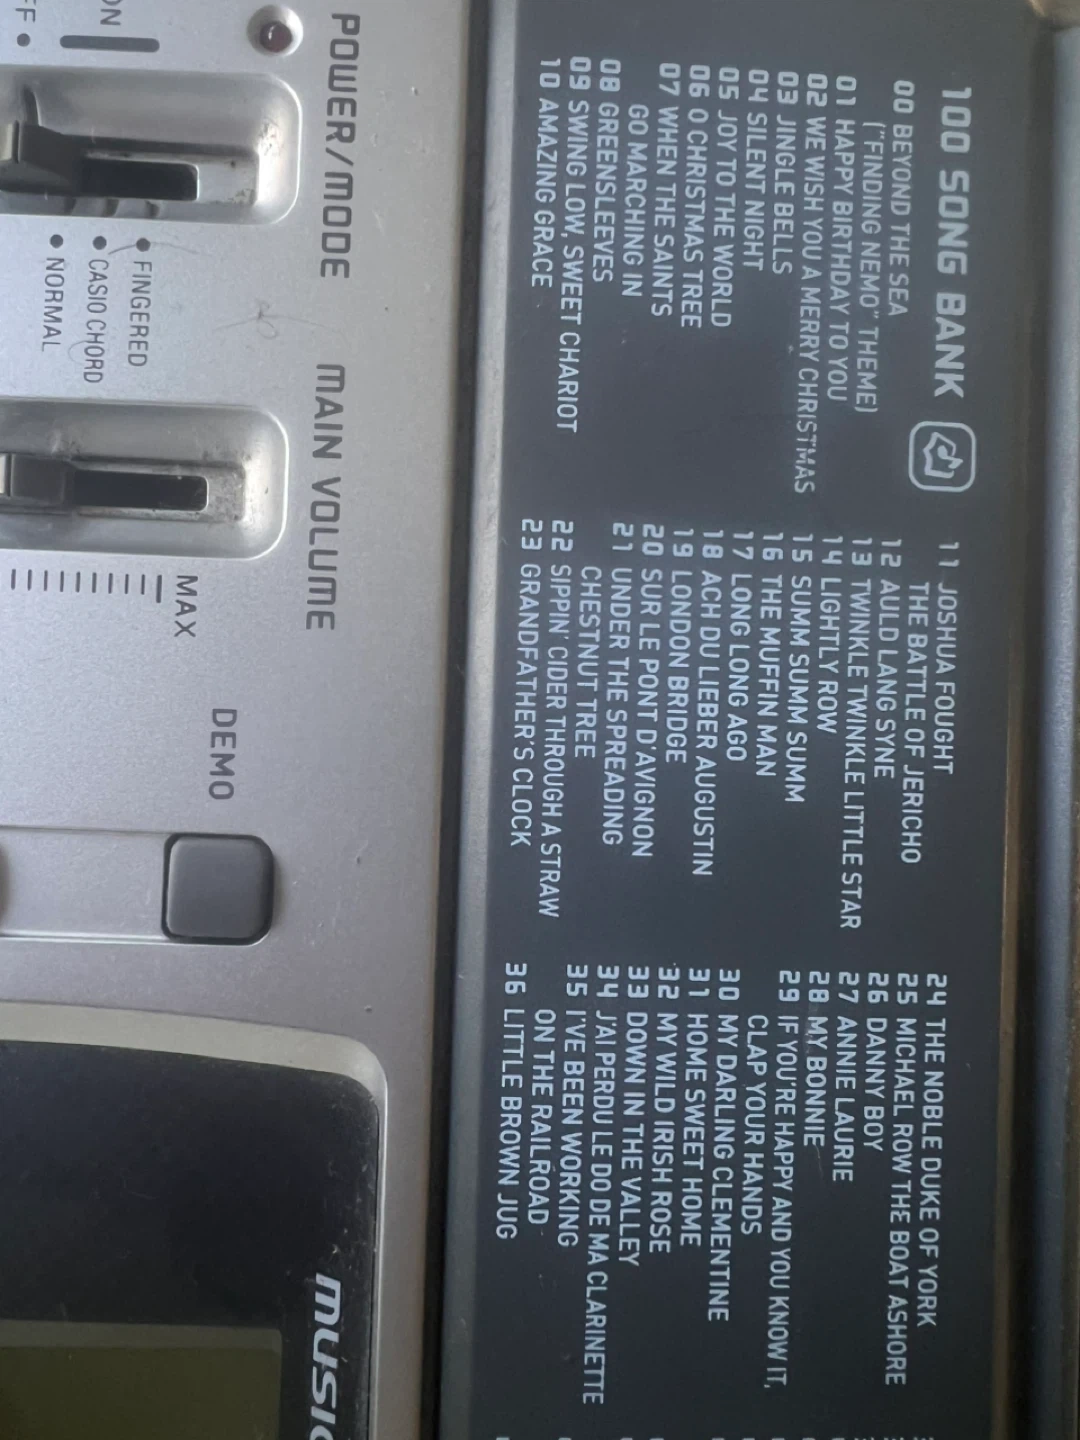 100 SONG BANK
00 BEYOND THE SEA
("FINDING NEMO" THEME)
01 HAPPY BIRTHDAY TO YOU
02 WE WISH YOU A MERRY CHRISTMAS
03 JINGLE BELLS
04 SILENT NIGHT
05 JOY TO THE WORLD
06 O CHRISTMAS TREE
07 WHEN THE SAINTS
GO MARCHING IN
08 GREENSLEEVES
09 SWING LOW, SWEET CHARIOT
10 AMAZING GRACE
11 JOSHUA FOUGHT
THE BATTLE OF JERICHO
12 AULD LANG SYNE
13 TWINKLE TWINKLE LITTLE STAR
14 LIGHTLY ROW
15 SUMM SUMM SUMM
16 THE MUFFIN MAN
17 LONG LONG AGO
18 ACH DU LIEBER AUGUSTIN
19 LONDON BRIDGE
20 SUR LE PONT D'AVIGNON
21 UNDER THE SPREADING
CHESTNUT TREE
22 SIPPIN' CIDER THROUGH A STRAW
23 GRANDFATHER'S CLOCK
24 THE NOBLE DUKE OF YORK
25 MICHAEL ROW THE BOAT ASHORE
26 DANNY BOY
27 ANNIE LAURIE
28 MY BONNIE
29 IF YOU'RE HAPPY AND YOU KNOW IT,
CLAP YOUR HANDS
30 MY DARLING CLEMENTINE
31 HOME SWEET HOME
32 MY WILD IRISH ROSE
33 DOWN IN THE VALLEY
34 J'AI PERDU LE DO DE MA CLARINETTE
35 I'VE BEEN WORKING
ON THE RAILROAD
36 LITTLE BROWN JUG
POWER/MODE
MAIN VOLUME
MAX
DEMO
FINGERED
CASIO CHORD
NORMAL